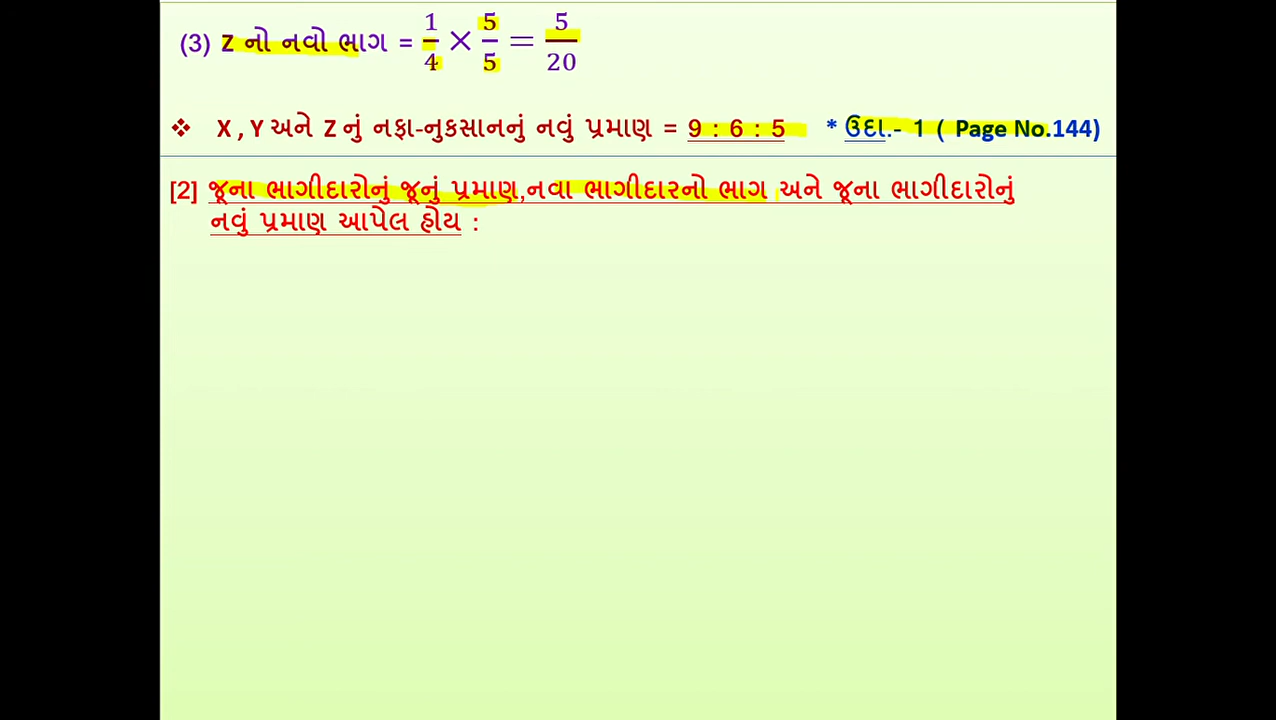 (3) Z નો નવો ભાગ = 1/4 × 5/5 = 5/20
❖ X , Y અને Z નું નફા-નુકસાનનું નવું પ્રમાણ = 9 : 6 : 5 * ઉદા.- 1 ( Page No.144)
[2] જૂના ભાગીદારોનું જૂનું પ્રમાણ,નવા ભાગીદારનો ભાગ અને જૂના ભાગીદારોનું
નવું પ્રમાણ આપેલ હોય :